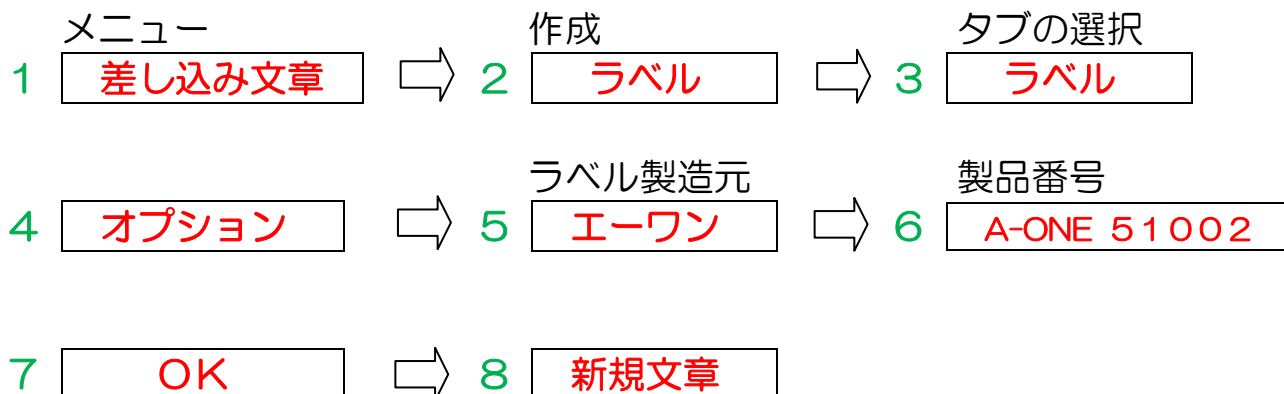 メニュー 作成 タブの選択
1 差し込み文章 2 ラベル 3 ラベル
ラベル製造元 製品番号
4 オプション 5 エーワン 6 A-ONE 51002
7 OK 8 新規文章